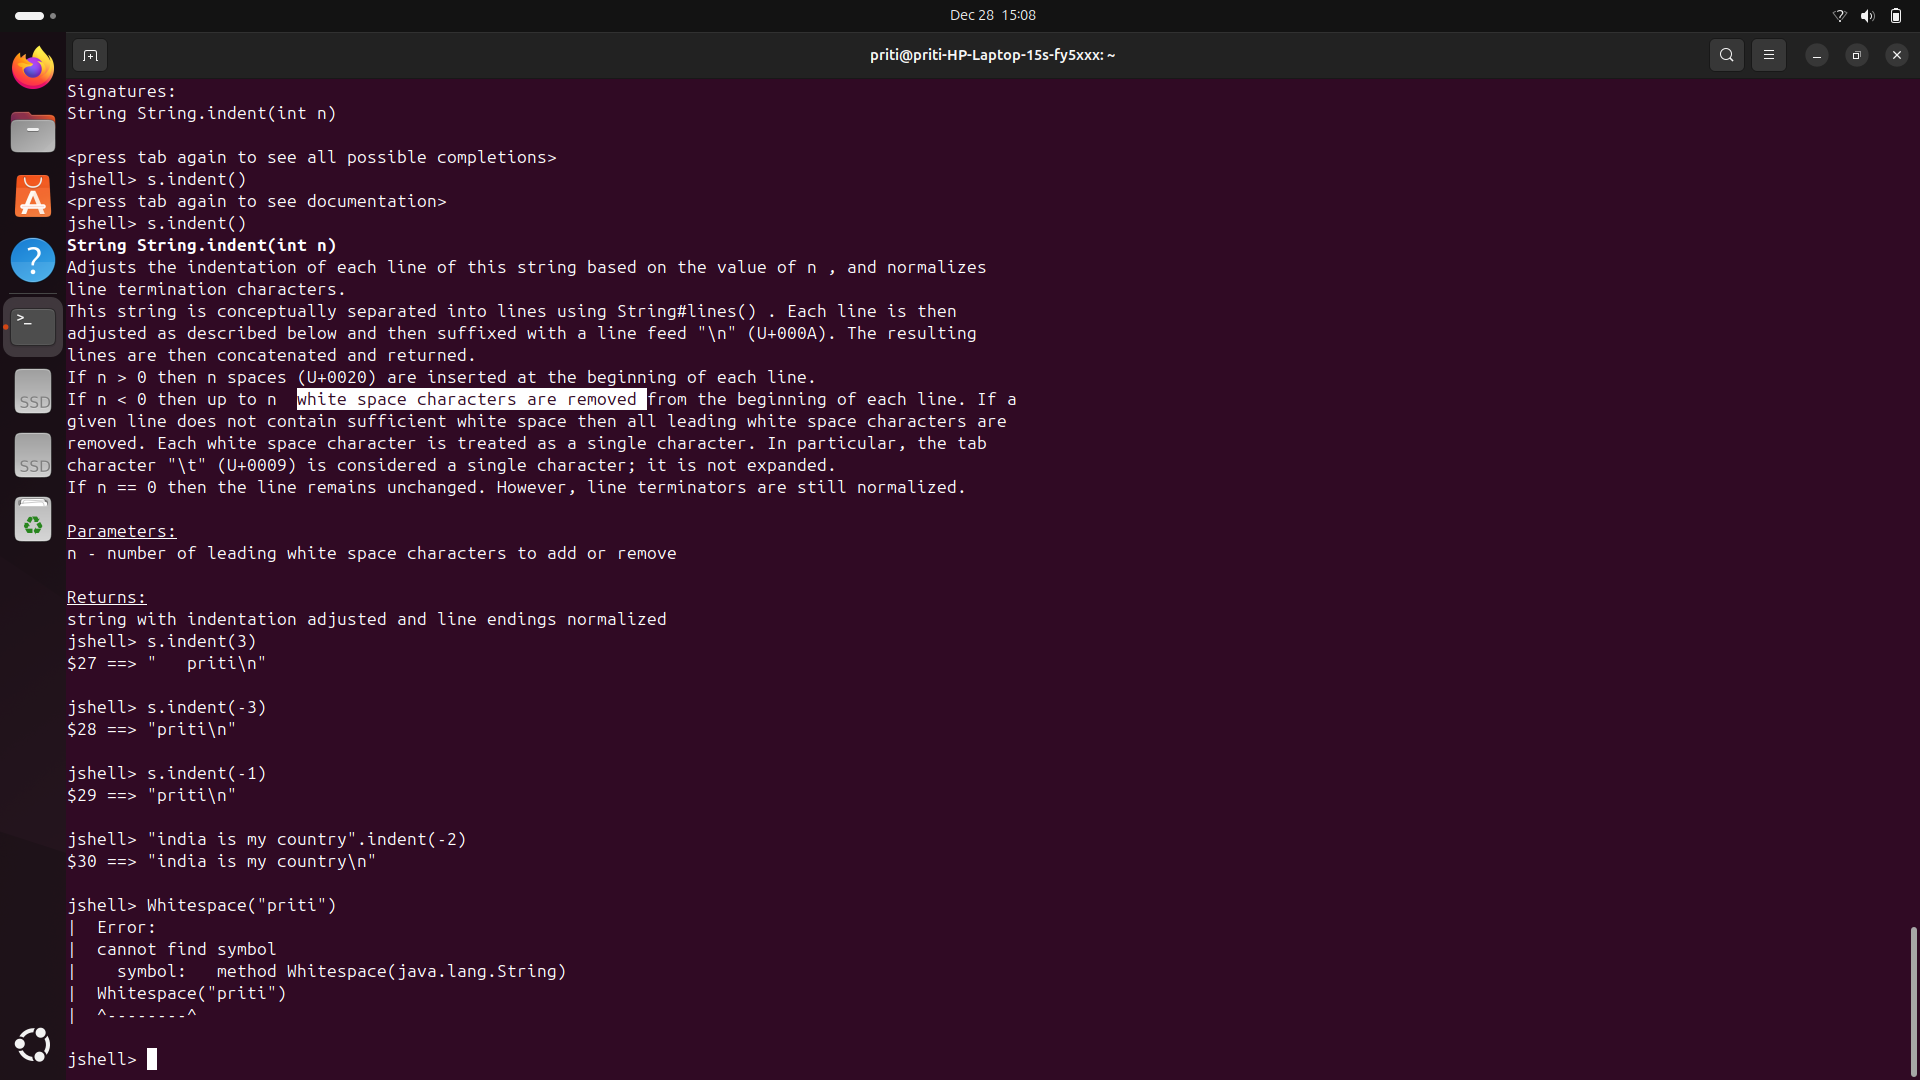 Dec 28 15:08
priti@priti-HP-Laptop-15s-fy5xxx: ~
Signatures:
String String.indent(int n)
<press tab again to see all possible completions>
jshell> s.indent()
<press tab again to see documentation>
jshell> s.indent()
String String.indent(int n)
Adjusts the indentation of each line of this string based on the value of n , and normalizes
line termination characters.
This string is conceptually separated into lines using String#lines() . Each line is then
adjusted as described below and then suffixed with a line feed "\n" (U+000A). The resulting
lines are then concatenated and returned.
If n > 0 then n spaces (U+0020) are inserted at the beginning of each line.
If n < 0 then up to n  white space characters are removed from the beginning of each line. If a
given line does not contain sufficient white space then all leading white space characters are
removed. Each white space character is treated as a single character. In particular, the tab
character "\t" (U+0009) is considered a single character; it is not expanded.
If n == 0 then the line remains unchanged. However, line terminators are still normalized.
Parameters:
n - number of leading white space characters to add or remove
Returns:
string with indentation adjusted and line endings normalized
jshell> s.indent(3)
$27 ==> "   priti\n"
jshell> s.indent(-3)
$28 ==> "priti\n"
jshell> s.indent(-1)
$29 ==> "priti\n"
jshell> "india is my country".indent(-2)
$30 ==> "india is my country\n"
jshell> Whitespace("priti")
|  Error:
|  cannot find symbol
|    symbol:   method Whitespace(java.lang.String)
|  Whitespace("priti")
|  ^--------^
jshell>
SSD
SSD